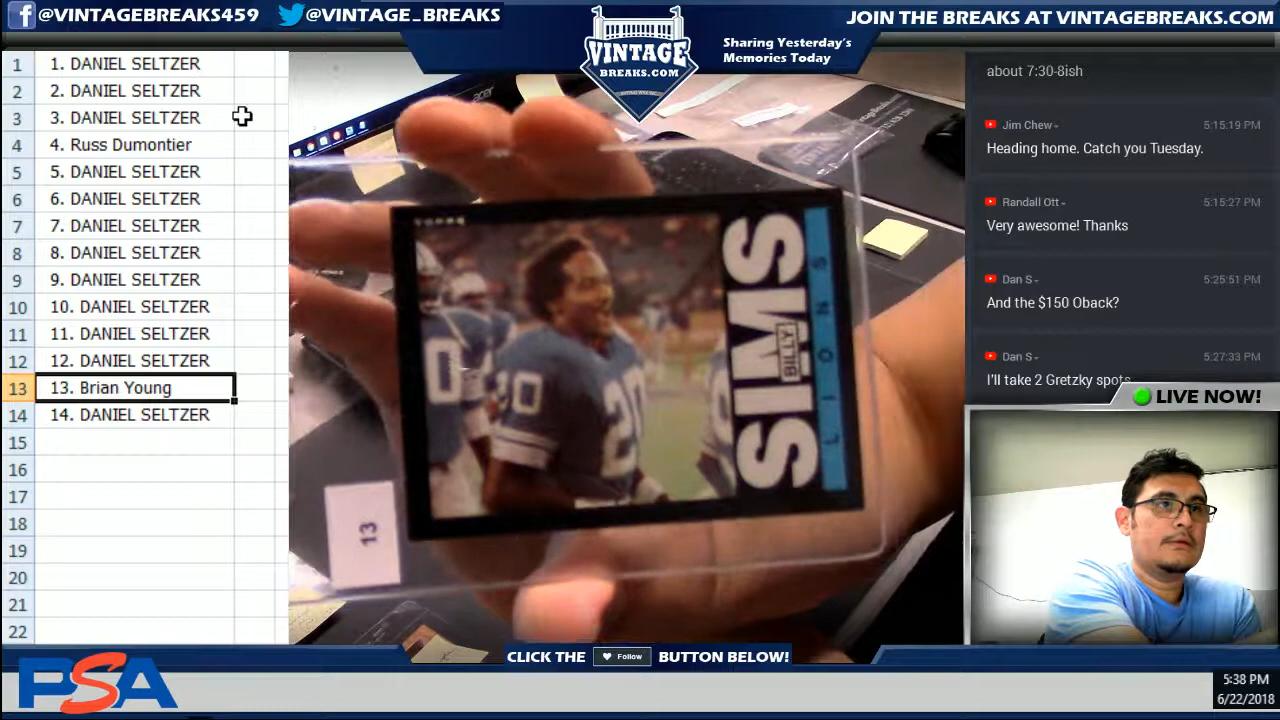 @VINTAGEBREAKS459
@VINTAGE_BREAKS
VINTAGE
BREAKS.COM
Sharing Yesterday's
Memories Today
JOIN THE BREAKS AT VINTAGEBREAKS.COM
1 1. DANIEL SELTZER
2 2. DANIEL SELTZER
3 3. DANIEL SELTZER
4 4. Russ Dumontier
5 5. DANIEL SELTZER
6 6. DANIEL SELTZER
7 7. DANIEL SELTZER
8 8. DANIEL SELTZER
9 9. DANIEL SELTZER
10 10. DANIEL SELTZER
11 11. DANIEL SELTZER
12 12. DANIEL SELTZER
13 13. Brian Young
14 14. DANIEL SELTZER
15
16
17
18
19
20
21
22
acer
TOPPS
20
20
BILLY
SIMS
LIONS
13
about 7:30-8ish
Jim Chew 5:15:19 PM
Heading home. Catch you Tuesday.
Randall Ott 5:15:27 PM
Very awesome! Thanks
Dan S 5:25:51 PM
And the $150 Oback?
Dan S 5:27:33 PM
I'll take 2 Gretzky spots
LIVE NOW!
CLICK THE Follow BUTTON BELOW!
PSA
5:38 PM
6/22/2018